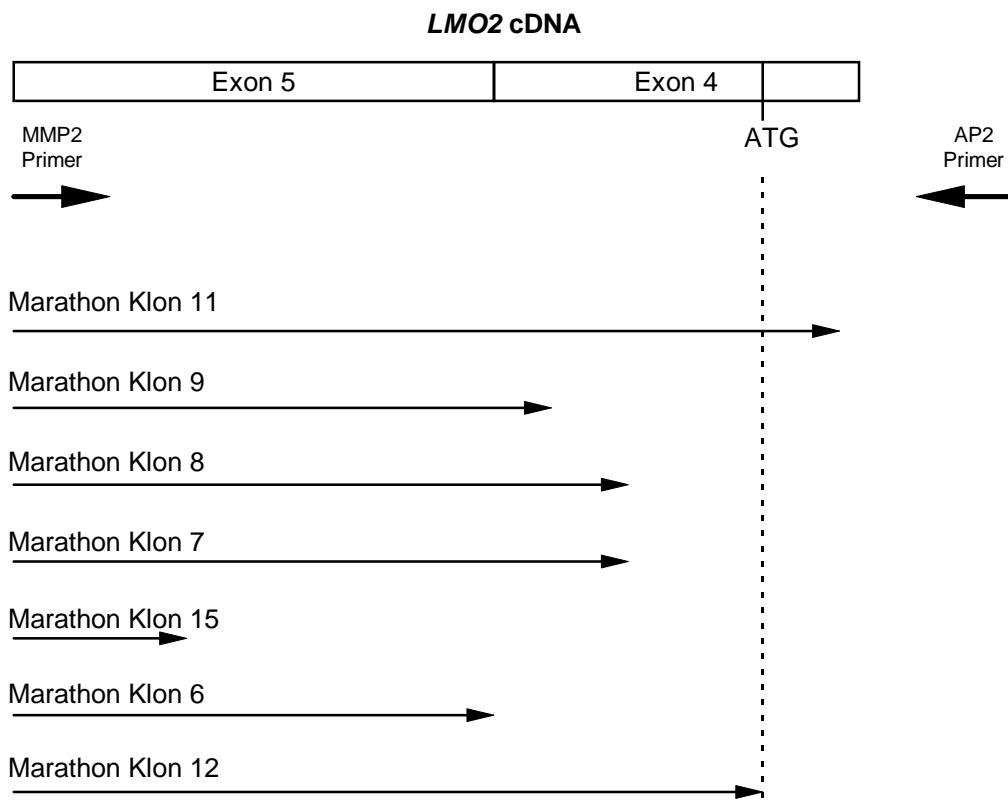 LMO2 cDNA
Exon 5 Exon 4
MMP2
Primer
ATG
AP2
Primer
Marathon Klon 11
Marathon Klon 9
Marathon Klon 8
Marathon Klon 7
Marathon Klon 15
Marathon Klon 6
Marathon Klon 12